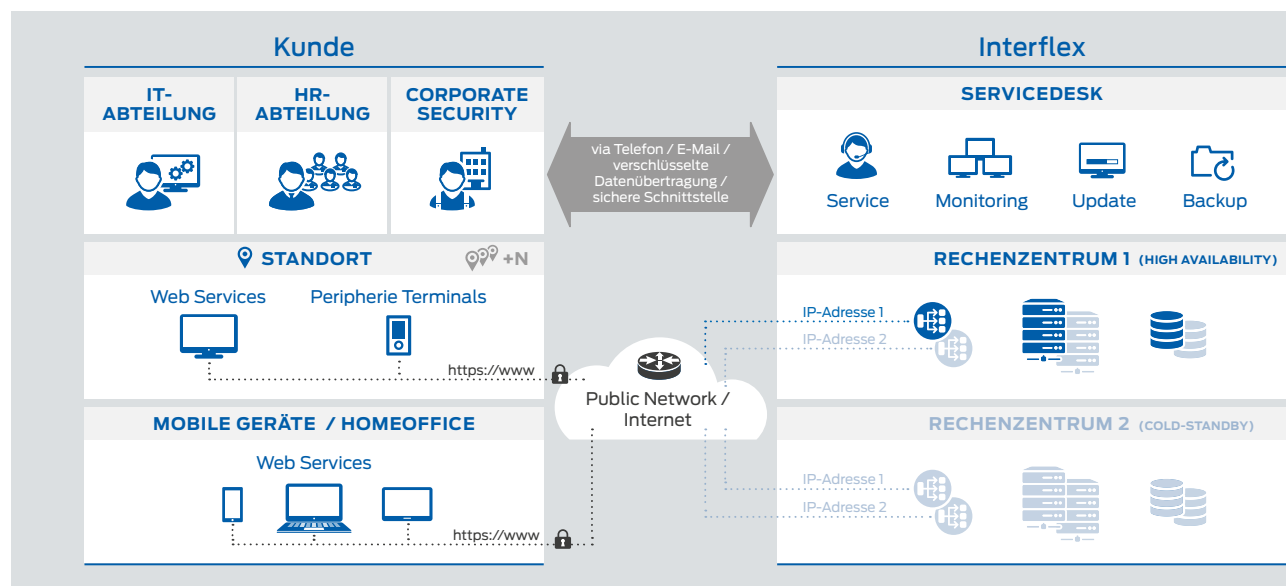 Kunde
IT-
ABTEILUNG
HR-
ABTEILUNG
CORPORATE
SECURITY
STANDORT
+N
Web Services
Peripherie Terminals
https://www
MOBILE GERÄTE / HOMEOFFICE
Web Services
https://www
via Telefon / E-Mail /
verschlüsselte
Datenübertragung /
sichere Schnittstelle
Public Network /
Internet
Interflex
SERVICEDESK
Service
Monitoring
Update
Backup
RECHENZENTRUM 1 (HIGH AVAILABILITY)
IP-Adresse 1
IP-Adresse 2
RECHENZENTRUM 2 (COLD-STANDBY)
IP-Adresse 1
IP-Adresse 2